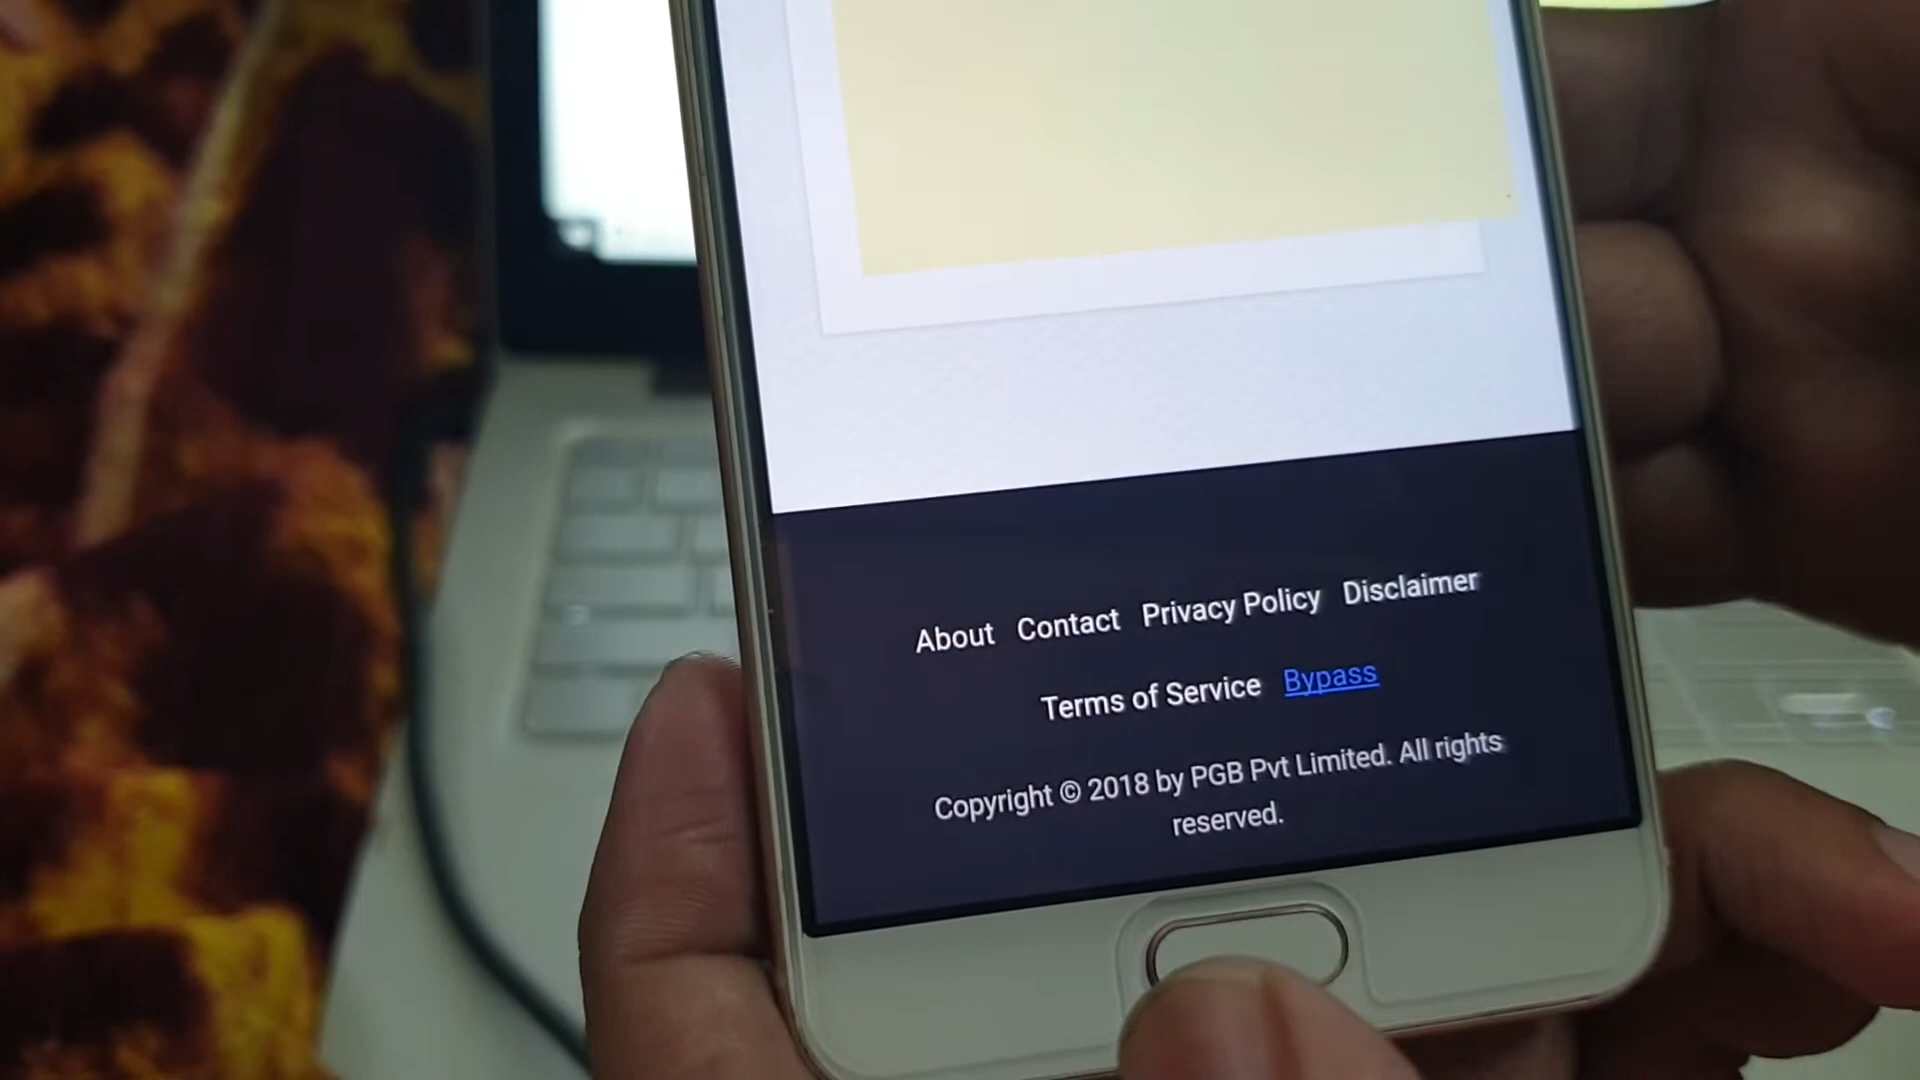 About Contact Privacy Policy Disclaimer
Terms of Service Bypass
Copyright © 2018 by PGB Pvt Limited. All rights
reserved.